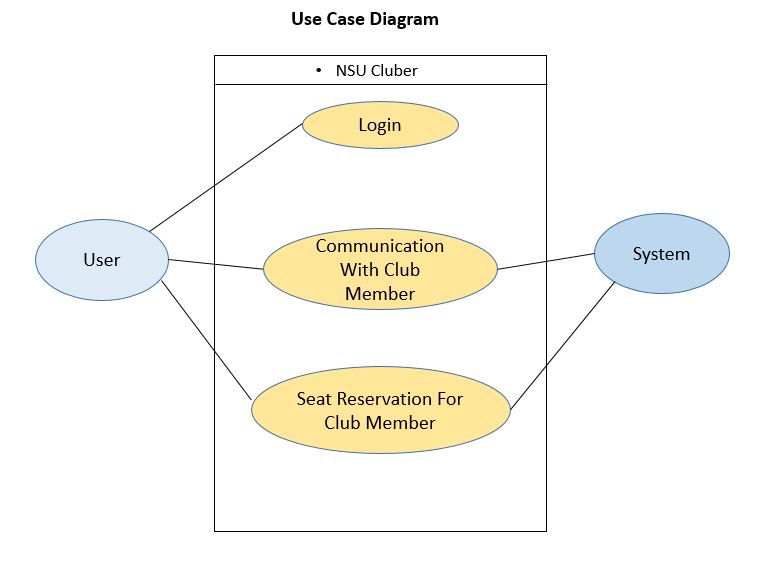 Use Case Diagram
• NSU Cluber
Login
Communication
With Club
Member
User
System
Seat Reservation For
Club Member